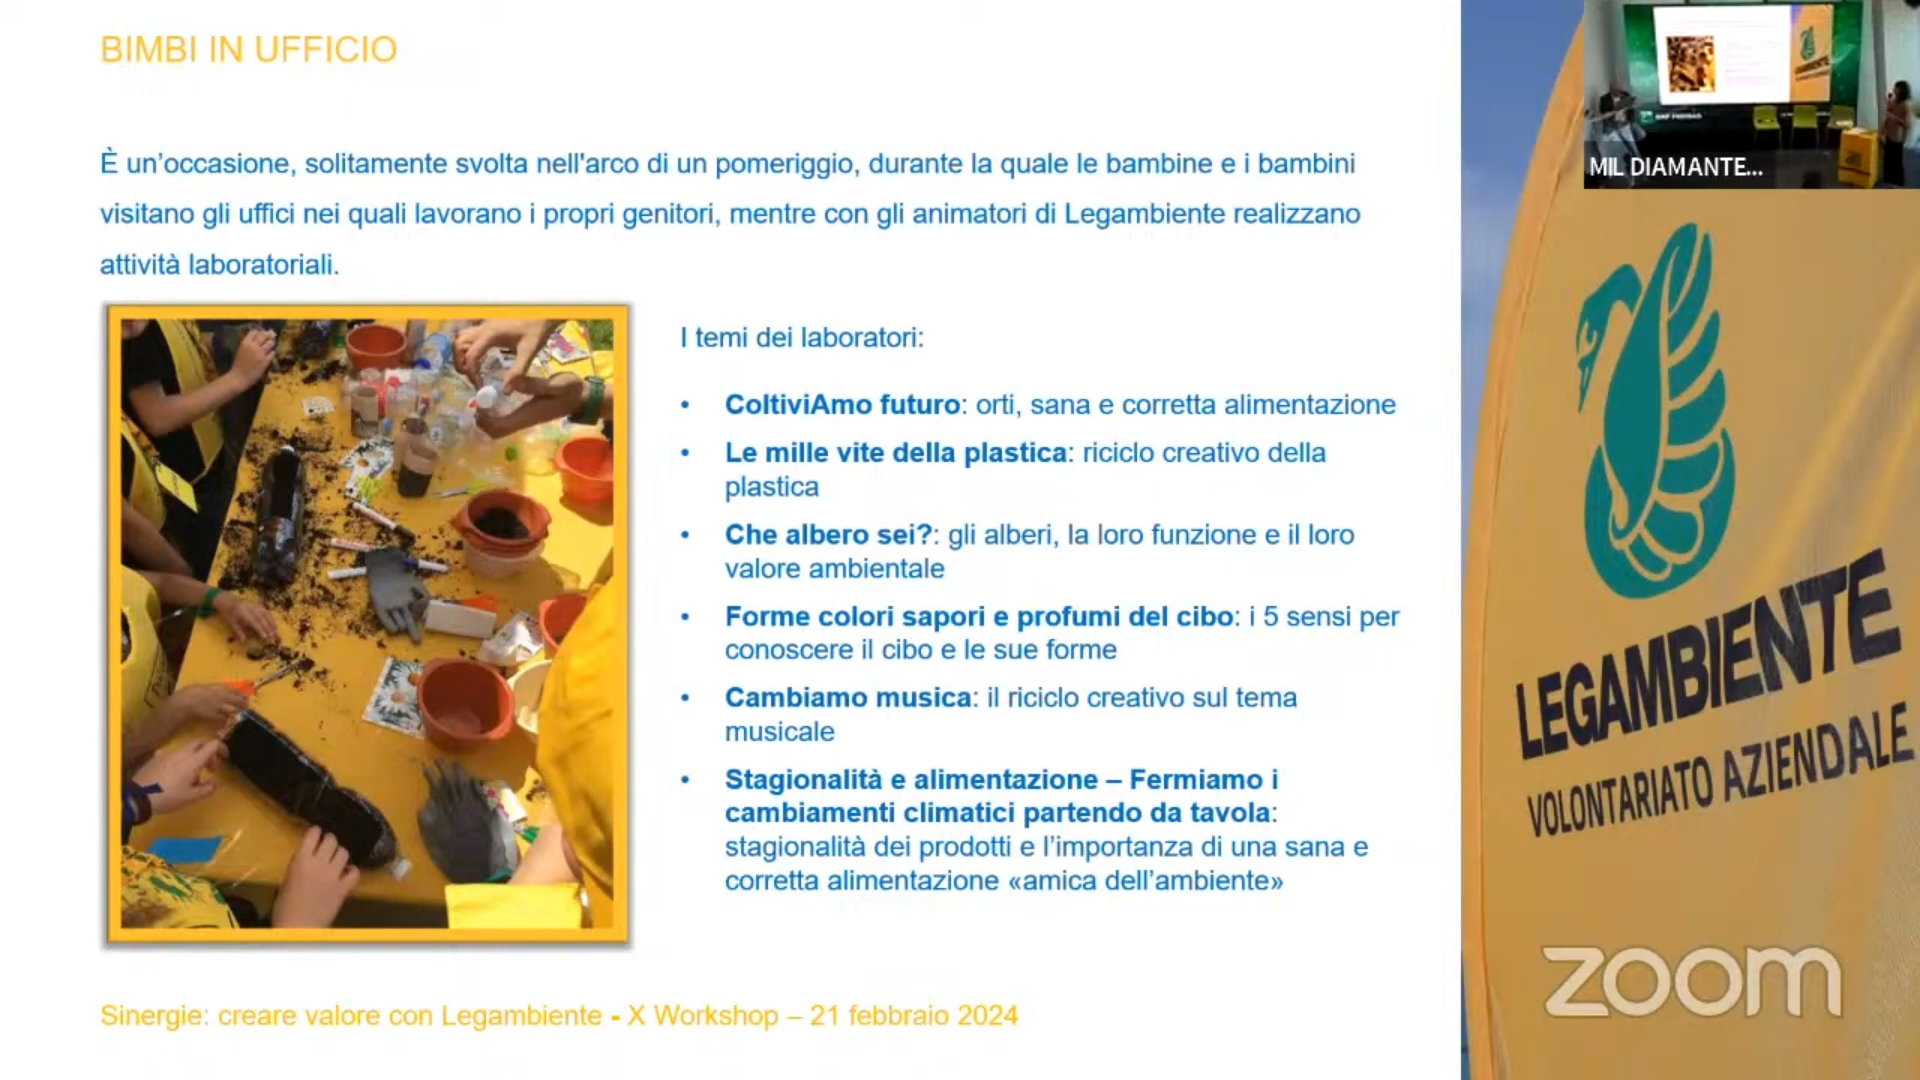 BIMBI IN UFFICIO
È un’occasione, solitamente svolta nell'arco di un pomeriggio, durante la quale le bambine e i bambini
visitano gli uffici nei quali lavorano i propri genitori, mentre con gli animatori di Legambiente realizzano
attività laboratoriali.
I temi dei laboratori:
• ColtiviAmo futuro: orti, sana e corretta alimentazione
• Le mille vite della plastica: riciclo creativo della
plastica
• Che albero sei?: gli alberi, la loro funzione e il loro
valore ambientale
• Forme colori sapori e profumi del cibo: i 5 sensi per
conoscere il cibo e le sue forme
• Cambiamo musica: il riciclo creativo sul tema
musicale
• Stagionalità e alimentazione – Fermiamo i
cambiamenti climatici partendo da tavola:
stagionalità dei prodotti e l’importanza di una sana e
corretta alimentazione «amica dell’ambiente»
Sinergie: creare valore con Legambiente - X Workshop – 21 febbraio 2024
MIL DIAMANTE...
LEGAMBIENTE
VOLONTARIATO AZIENDALE
zoom